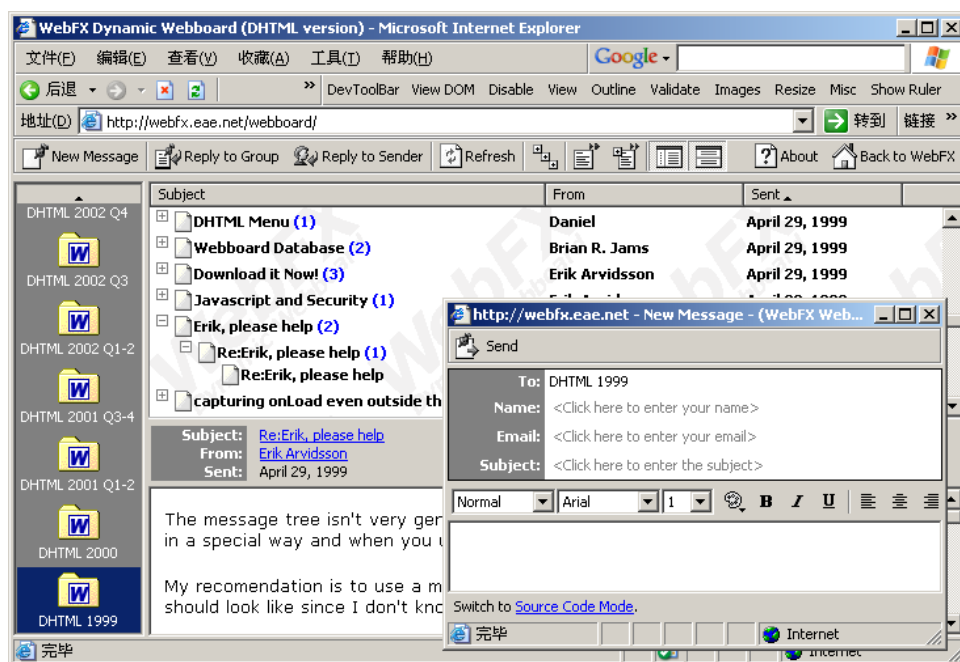 WebFX Dynamic Webboard (DHTML version) - Microsoft Internet Explorer
文件(F) 编辑(E) 查看(V) 收藏(A) 工具(T) 帮助(H) Google
后退 » DevToolBar View DOM Disable View Outline Validate Images Resize Misc Show Ruler
地址(D) http://webfx.eae.net/webboard/ 转到 链接 »
New Message Reply to Group Reply to Sender Refresh About Back to WebFX
DHTML 2002 Q4
DHTML 2002 Q3
DHTML 2002 Q1-2
DHTML 2001 Q3-4
DHTML 2001 Q1-2
DHTML 2000
DHTML 1999
Subject From Sent
DHTML Menu (1) Daniel April 29, 1999
Webboard Database (2) Brian R. Jams April 29, 1999
Download it Now! (3) Erik Arvidsson April 29, 1999
Javascript and Security (1)
Erik, please help (2)
Re:Erik, please help (1)
Re:Erik, please help
capturing onLoad even outside th
Subject: Re:Erik, please help
From: Erik Arvidsson
Sent: April 29, 1999
The message tree isn't very ger
in a special way and when you
My recomendation is to use a m
should look like since I don't knc
完毕
Internet
http://webfx.eae.net - New Message - (WebFX Web...
Send
To: DHTML 1999
Name: <Click here to enter your name>
Email: <Click here to enter your email>
Subject: <Click here to enter the subject>
Normal Arial 1 B I U
Switch to Source Code Mode.
完毕 Internet